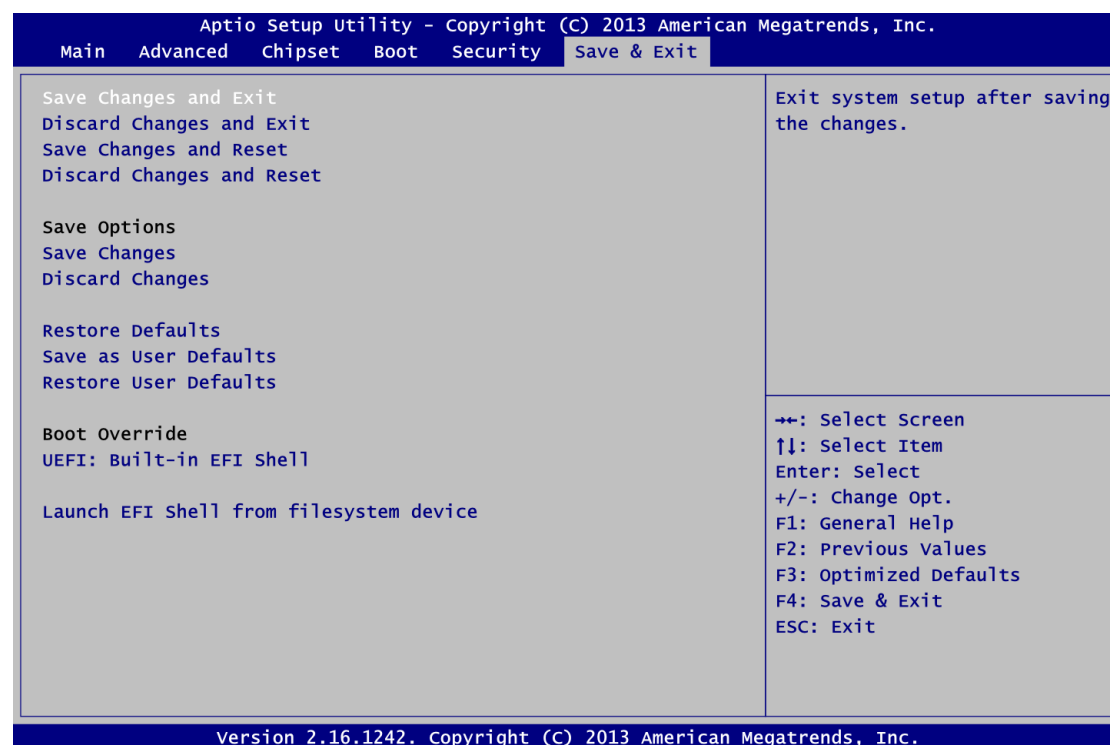 Aptio Setup Utility - Copyright (C) 2013 American Megatrends, Inc.
Main Advanced Chipset Boot Security Save & Exit
Save Changes and Exit
Discard Changes and Exit
Save Changes and Reset
Discard Changes and Reset
Save Options
Save Changes
Discard Changes
Restore Defaults
Save as User Defaults
Restore User Defaults
Boot Override
UEFI: Built-in EFI Shell
Launch EFI Shell from filesystem device
Exit system setup after saving
the changes.
→←: Select Screen
↑↓: Select Item
Enter: Select
+/-: Change Opt.
F1: General Help
F2: Previous Values
F3: Optimized Defaults
F4: Save & Exit
ESC: Exit
Version 2.16.1242. Copyright (C) 2013 American Megatrends, Inc.